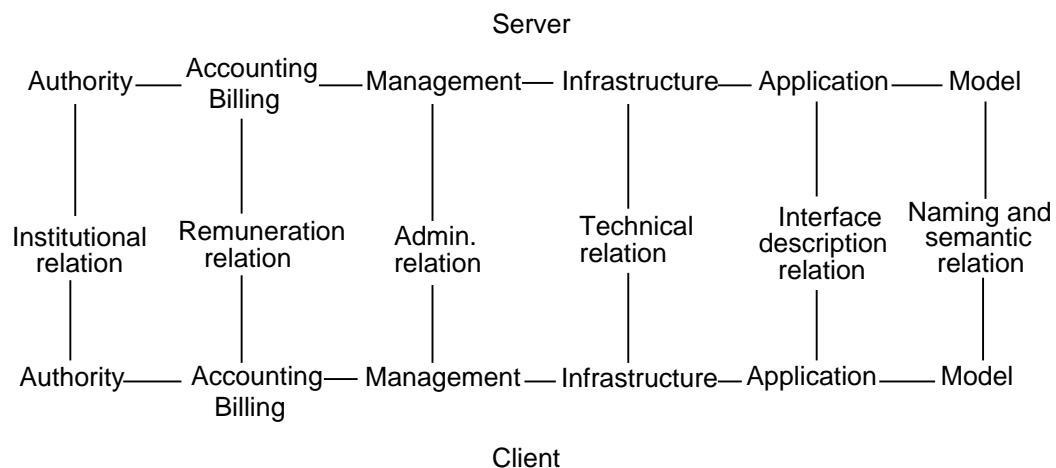 Server
Authority
Accounting
Billing
Management
Infrastructure
Application
Model
Institutional
relation
Remuneration
relation
Admin.
relation
Technical
relation
Interface
description
relation
Naming and
semantic
relation
Authority
Accounting
Billing
Management
Infrastructure
Application
Model
Client